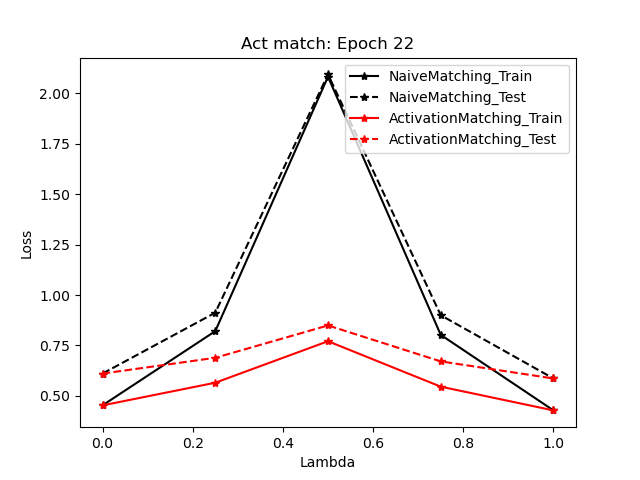 Act match: Epoch 22
NaiveMatching_Train
NaiveMatching_Test
ActivationMatching_Train
ActivationMatching_Test
2.00
1.75
1.50
1.25
1.00
0.75
0.50
Loss
0.0 0.2 0.4 0.6 0.8 1.0
Lambda